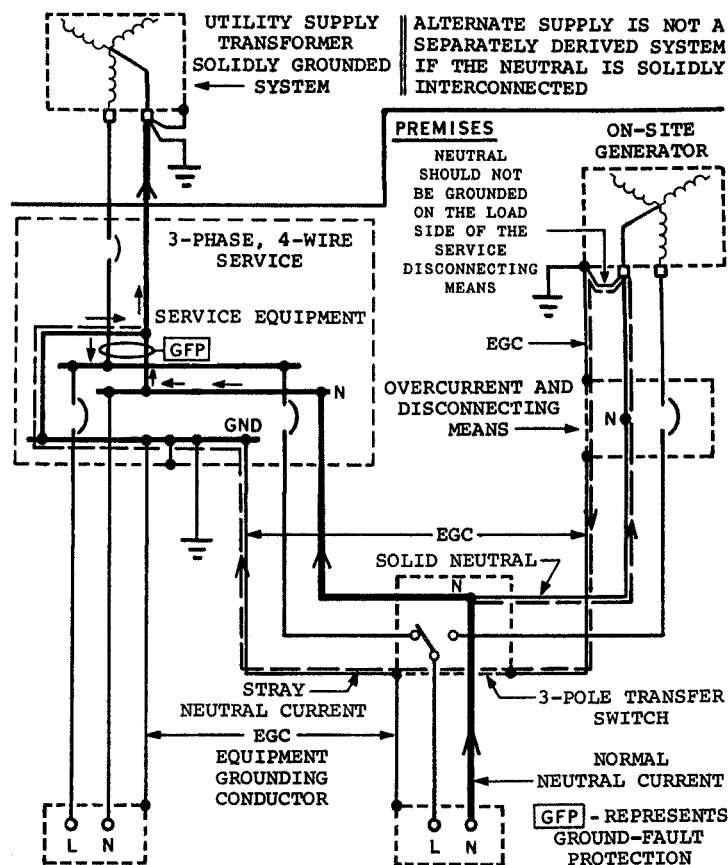 UTILITY SUPPLY
TRANSFORMER
SOLIDLY GROUNDED
SYSTEM
ALTERNATE SUPPLY IS NOT A
SEPARATELY DERIVED SYSTEM
IF THE NEUTRAL IS SOLIDLY
INTERCONNECTED
PREMISES
NEUTRAL
SHOULD NOT
BE GROUNDED
ON THE LOAD
SIDE OF THE
SERVICE
DISCONNECTING
MEANS
ON-SITE
GENERATOR
3-PHASE, 4-WIRE
SERVICE
SERVICE EQUIPMENT
GFP
N
GND
EGC
OVERCURRENT AND
DISCONNECTING
MEANS
N
EGC
SOLID NEUTRAL
N
STRAY
NEUTRAL CURRENT
3-POLE TRANSFER
SWITCH
EGC
EQUIPMENT
GROUNDING
CONDUCTOR
NORMAL
NEUTRAL CURRENT
L N
L N
GFP - REPRESENTS
GROUND-FAULT
PROTECTION